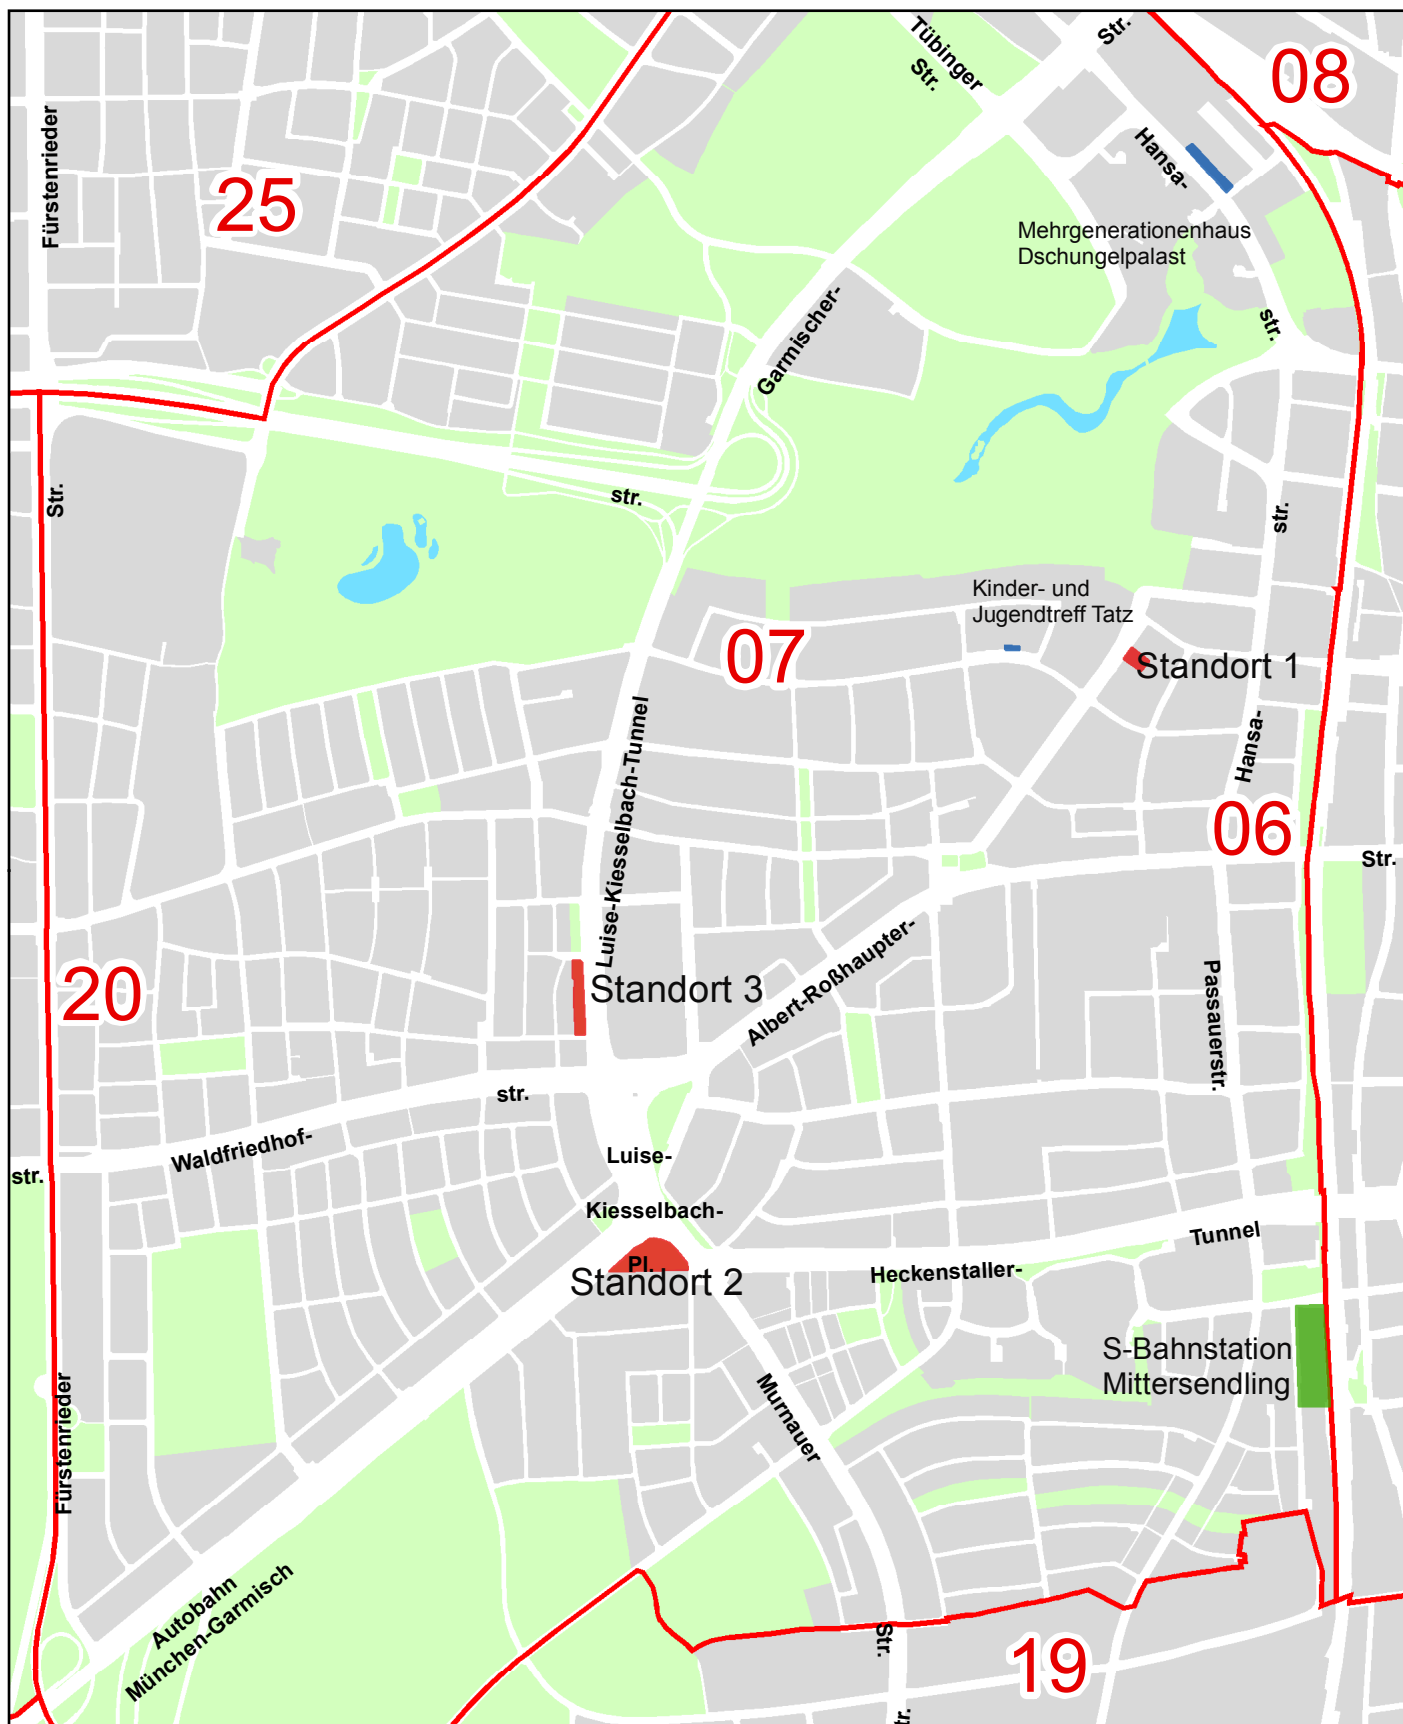 Tübinger
Str.
Str.
08
Fürstenrieder
25
Hansa-
Mehrgenerationenhaus
Dschungelpalast
Garmischer-
str.
Str.
str.
str.
Kinder- und
Jugendtreff Tatz
07
Standort 1
Luise-Kiesselbach-Tunnel
Hansa-
06
Str.
Albert-Roßhaupter-
20
Standort 3
Passauerstr.
str.
Waldfriedhof-
str.
Luise-
Kiesselbach-
Pl.
Standort 2
Tunnel
Heckenstaller-
S-Bahnstation
Mittersendling
Murnauer
Fürstenrieder
Autobahn
München-Garmisch
Str.
19
tr.